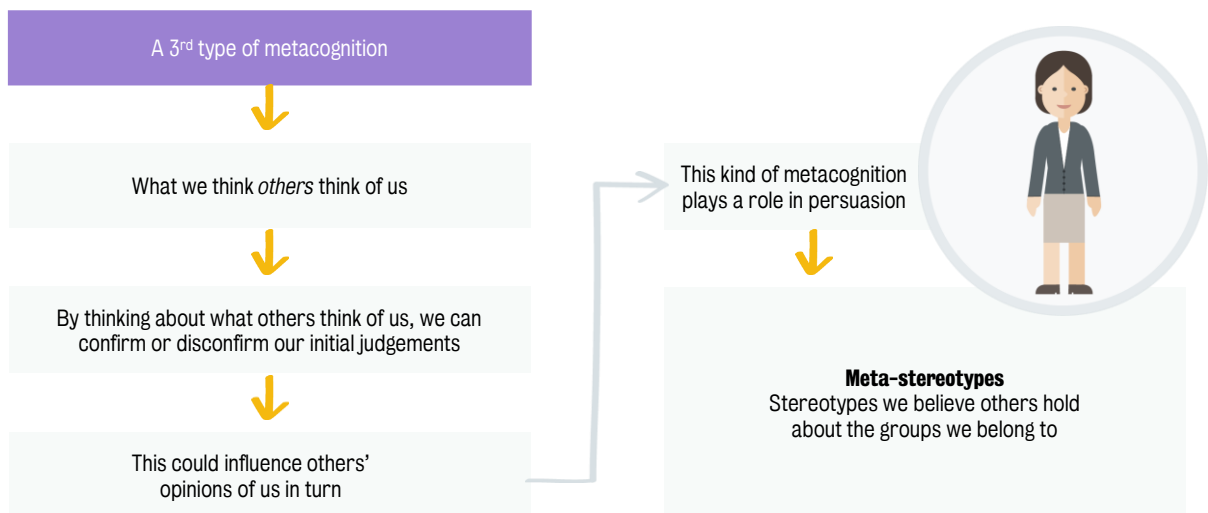 A 3rd type of metacognition
What we think others think of us
By thinking about what others think of us, we can
confirm or disconfirm our initial judgements
This could influence others’
opinions of us in turn
This kind of metacognition
plays a role in persuasion
Meta-stereotypes
Stereotypes we believe others hold
about the groups we belong to